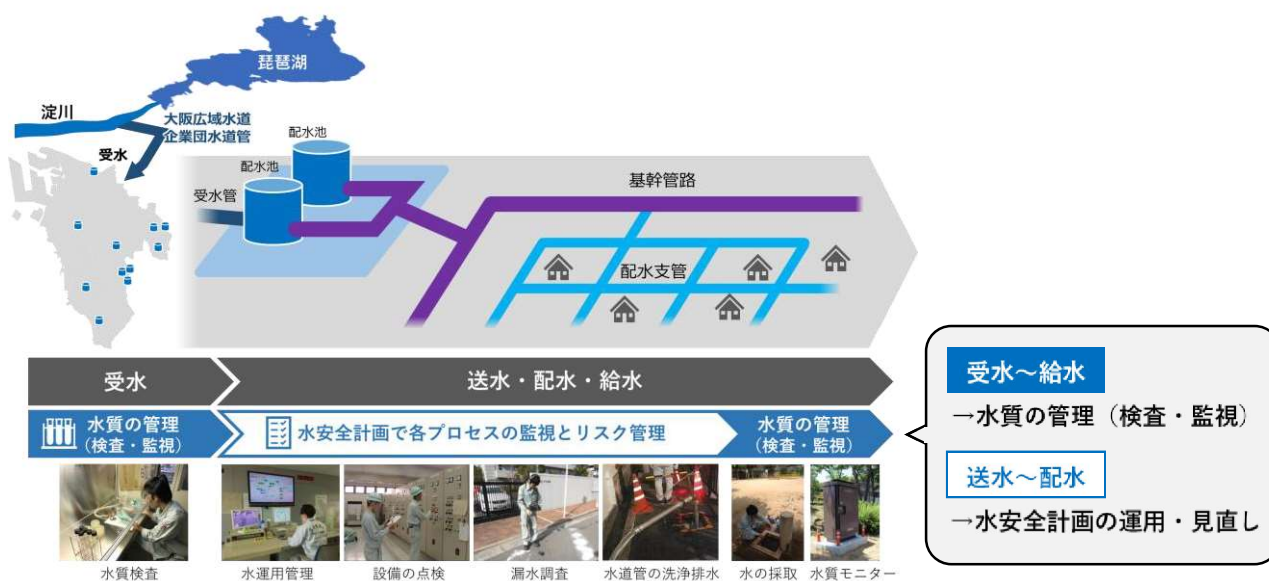 琵琶湖
淀川
大阪広域水道
企業団水道管
受水
配水池
配水池
受水管
基幹管路
配水支管
受水
送水・配水・給水
水質の管理
(検査・監視)
水安全計画で各プロセスの監視とリスク管理
水質の管理
(検査・監視)
水質検査
水運用管理
設備の点検
漏水調査
水道管の洗浄排水
水の採取
水質モニター
受水～給水
→水質の管理（検査・監視）
送水～配水
→水安全計画の運用・見直し